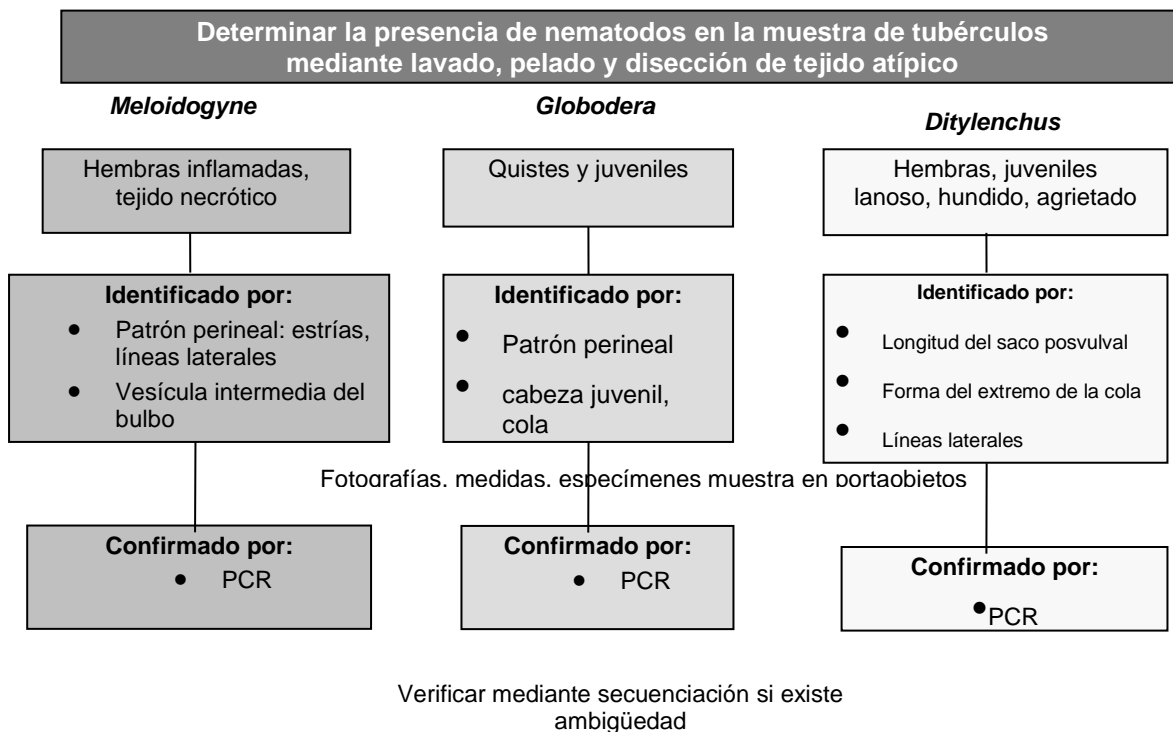 Determinar la presencia de nematodos en la muestra de tubérculos
mediante lavado, pelado y disección de tejido atípico
Meloidogyne
Globodera
Ditylenchus
Hembras inflamadas,
tejido necrótico
Quistes y juveniles
Hembras, juveniles
lanoso, hundido, agrietado
Identificado por:
• Patrón perineal: estrías,
líneas laterales
• Vesícula intermedia del
bulbo
Identificado por:
• Patrón perineal
• cabeza juvenil,
cola
Identificado por:
• Longitud del saco posvulval
• Forma del extremo de la cola
• Líneas laterales
Fotografías, medidas, especímenes muestra en portaobjetos
Confirmado por:
• PCR
Confirmado por:
• PCR
Confirmado por:
• PCR
Verificar mediante secuenciación si existe
ambigüedad